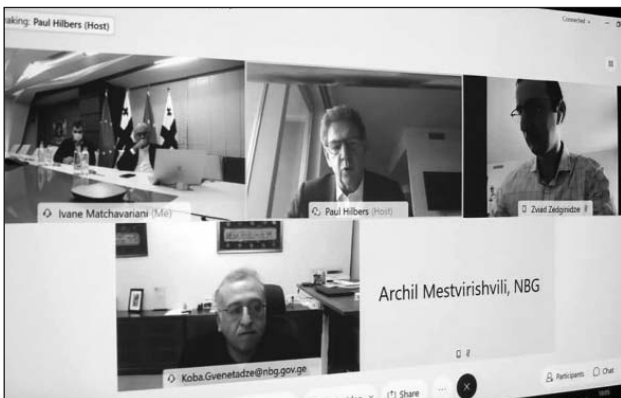 aking: Paul Hilbers (Host)
Connected
Ivane Matchavariani (Me)
Paul Hilbers (Host)
Zviad Zedginidze
Koba.Gvenetadze@nbg.gov.ge
Archil Mestvirishvili, NBG
Share
Participants
Chat